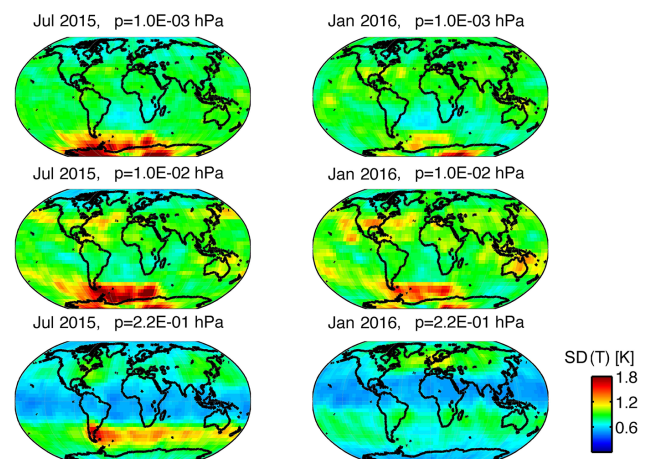 Jul 2015, p=1.0E-03 hPa
Jan 2016, p=1.0E-03 hPa
Jul 2015, p=1.0E-02 hPa
Jan 2016, p=1.0E-02 hPa
Jul 2015, p=2.2E-01 hPa
Jan 2016, p=2.2E-01 hPa
SD (T) [K]
1.8
1.2
0.6